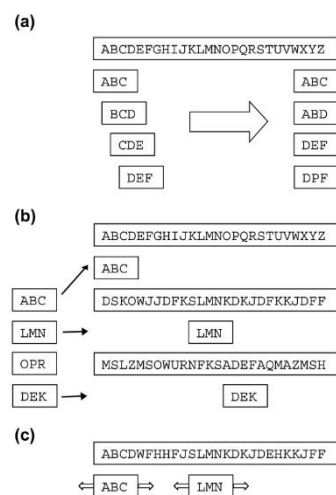 (a)
ABCDEFGHIJKLMNOPQRSTUVWXYZ
ABC ABC
BCD ABD
CDE DEF
DEF DPF
(b)
ABCDEFGHIJKLMNOPQRSTUVWXYZ
ABC
ABC
DSKOWJJDFKSLMNKDKJDFKKJDFF
LMN LMN
OPR
MSLZMSOWURNFKSADEFAQMAZMSH
DEK DEK
(c)
ABCDWFHHFJSLMNKDKJDEHKKJFF
ABC LMN